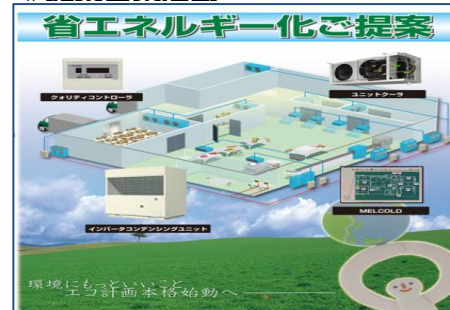 省エネルギー化ご提案
クォリティコントローラ
ユニットクーラ
インバータコンデンシングユニット
MELCOLD
環境にもっといいこと
エコ計画本格始動へ